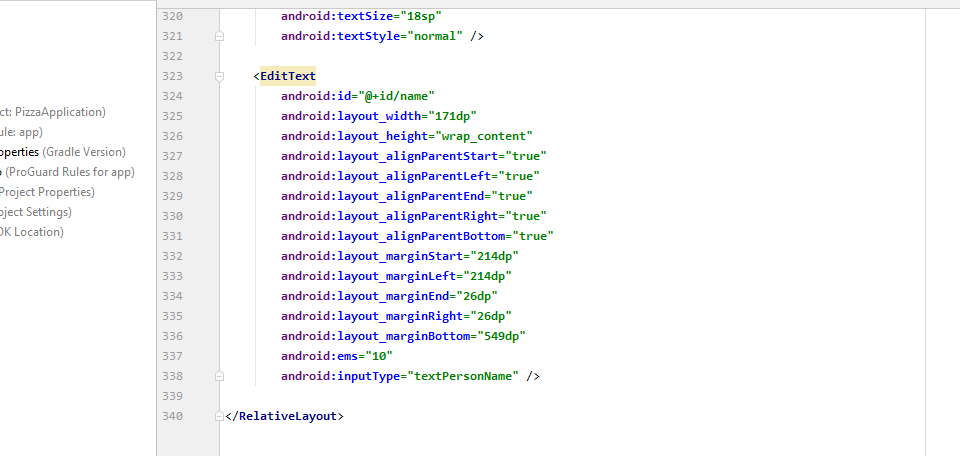 ct: PizzaApplication)
ule: app)
operties (Gradle Version)
o (ProGuard Rules for app)
Project Properties)
oject Settings)
DK Location)
320 android:textSize="18sp"
321 android:textStyle="normal" />
322
323 <EditText
324 android:id="@+id/name"
325 android:layout_width="171dp"
326 android:layout_height="wrap_content"
327 android:layout_alignParentStart="true"
328 android:layout_alignParentLeft="true"
329 android:layout_alignParentEnd="true"
330 android:layout_alignParentRight="true"
331 android:layout_alignParentBottom="true"
332 android:layout_marginStart="214dp"
333 android:layout_marginLeft="214dp"
334 android:layout_marginEnd="26dp"
335 android:layout_marginRight="26dp"
336 android:layout_marginBottom="549dp"
337 android:ems="10"
338 android:inputType="textPersonName" />
339
340 </RelativeLayout>